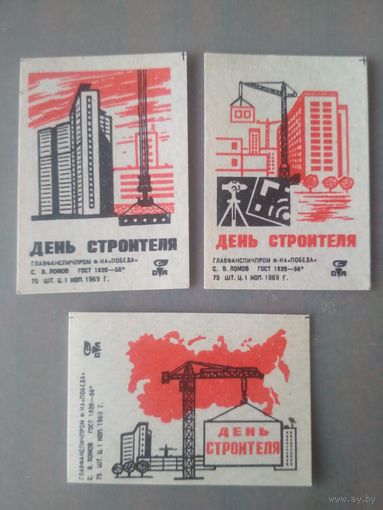 ДЕНЬ СТРОИТЕЛЯ
ГЛАВФАНСПИЧПРОМ Ф-КА «ПОБЕДА»
С. В. ЛОМОВ ГОСТ 1820—56*
75 ШТ. Ц. 1 КОП. 1969 Г.
ДЕНЬ СТРОИТЕЛЯ
ГЛАВФАНСПИЧПРОМ Ф-КА «ПОБЕДА»
С. В. ЛОМОВ ГОСТ 1820—56*
75 ШТ. Ц. 1 КОП. 1969 Г.
ДЕНЬ
СТРОИТЕЛЯ
ГЛАВФАНСПИЧПРОМ Ф-КА «ПОБЕДА»
С. В. ЛОМОВ ГОСТ 1820—56*
75 ШТ. Ц. 1 КОП. 1969 Г.
av.by